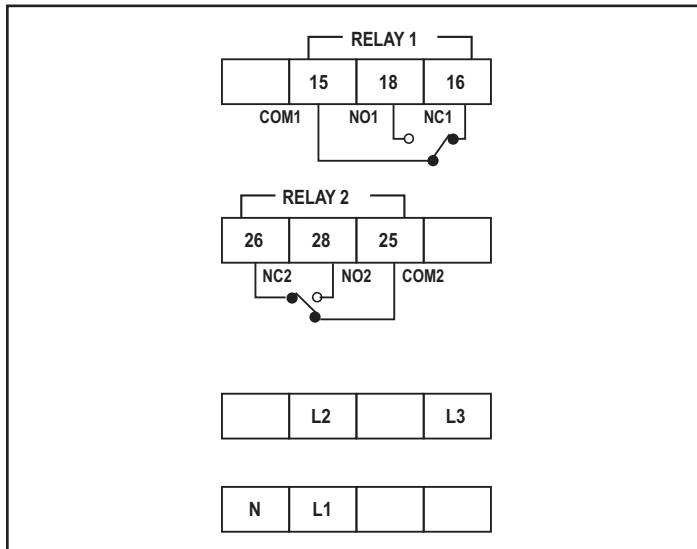 RELAY 1
15 18 16
COM1 NO1 NC1
RELAY 2
26 28 25
NC2 NO2 COM2
L2 L3
N L1